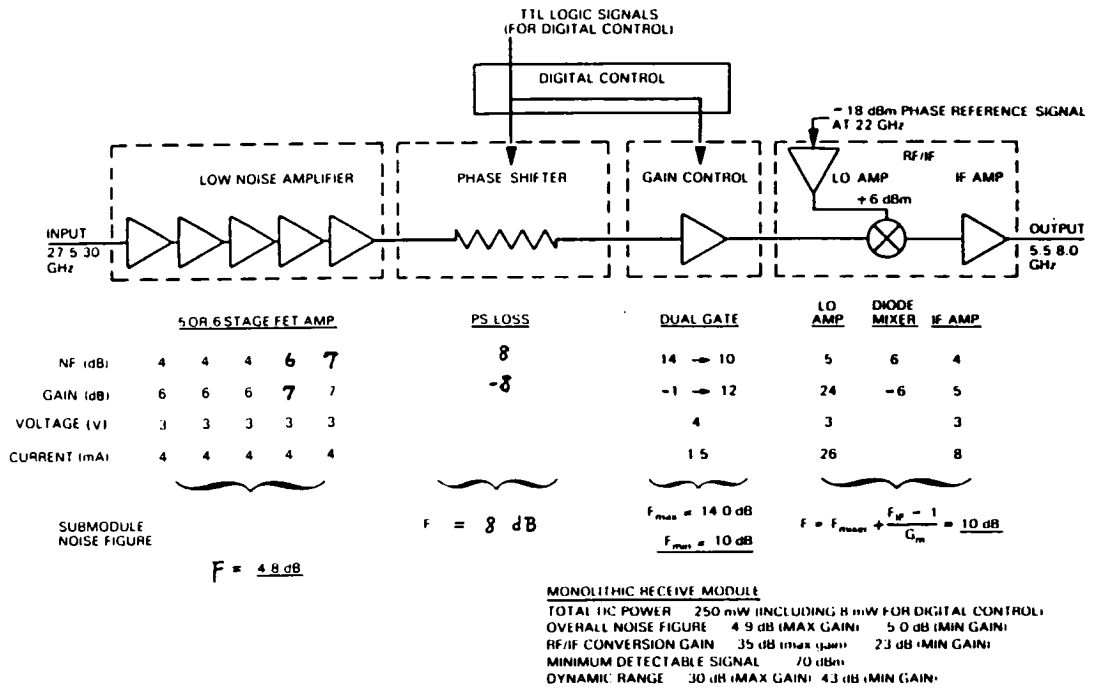 TTL LOGIC SIGNALS
(FOR DIGITAL CONTROL)
DIGITAL CONTROL
- 18 dBm PHASE REFERENCE SIGNAL
AT 22 GHz
RF/IF
LOW NOISE AMPLIFIER
PHASE SHIFTER
GAIN CONTROL
LO AMP
IF AMP
+6 dBm
INPUT
27 5 30
GHz
OUTPUT
5.5 8.0
GHz
5 OR 6 STAGE FET AMP
PS LOSS
DUAL GATE
LO AMP
DIODE MIXER
IF AMP
NF (dB) 4 4 4 6 7 8 14 → 10 5 6 4
GAIN (dB) 6 6 6 7 7 -8 -1 → 12 24 -6 5
VOLTAGE (V) 3 3 3 3 3 4 3 3
CURRENT (mA) 4 4 4 4 4 1 5 26 8
SUBMODULE
NOISE FIGURE
F = 4 8 dB
F = 8 dB
Fmax = 14 0 dB
Fmin = 10 dB
F = Fmixer + (FIF - 1)/Gm = 10 dB
MONOLITHIC RECEIVE MODULE
TOTAL DC POWER 250 mW (INCLUDING 8 mW FOR DIGITAL CONTROL)
OVERALL NOISE FIGURE 4 9 dB (MAX GAIN) 5 0 dB (MIN GAIN)
RF/IF CONVERSION GAIN 35 dB (max gain) 23 dB (MIN GAIN)
MINIMUM DETECTABLE SIGNAL 70 dBm
DYNAMIC RANGE 30 dB (MAX GAIN) 43 dB (MIN GAIN)